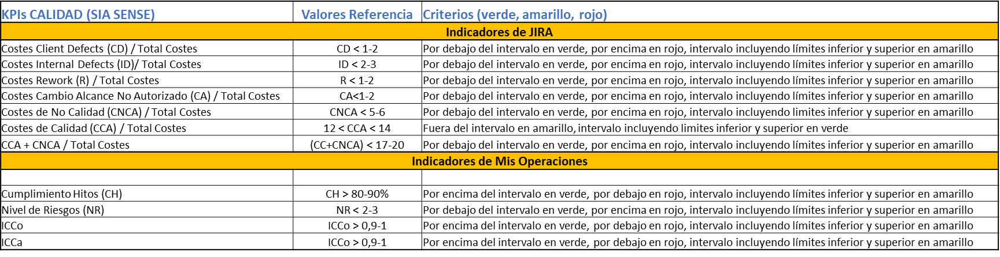 KPIs CALIDAD (SIA SENSE) Valores Referencia Criterios (verde, amarillo, rojo)
Indicadores de JIRA
Costes Client Defects (CD) / Total Costes CD < 1-2 Por debajo del intervalo en verde, por encima en rojo, intervalo incluyendo límites inferior y superior en amarillo
Costes Internal Defects (ID)/ Total Costes ID < 2-3 Por debajo del intervalo en verde, por encima en rojo, intervalo incluyendo límites inferior y superior en amarillo
Costes Rework (R) / Total Costes R < 1-2 Por debajo del intervalo en verde, por encima en rojo, intervalo incluyendo límites inferior y superior en amarillo
Costes Cambio Alcance No Autorizado (CA) / Total Costes CA<1-2 Por debajo del intervalo en verde, por encima en rojo, intervalo incluyendo límites inferior y superior en amarillo
Costes de No Calidad (CNCA) / Total Costes CNCA < 5-6 Por debajo del intervalo en verde, por encima en rojo, intervalo incluyendo límites inferior y superior en amarillo
Costes de Calidad (CCA) / Total Costes 12 < CCA < 14 Fuera del intervalo en amarillo, intervalo incluyendo limites inferior y superior en verde
CCA + CNCA / Total Costes (CC+CNCA) < 17-20 Por debajo del intervalo en verde, por encima en rojo, intervalo incluyendo límites inferior y superior en amarillo
Indicadores de Mis Operaciones
Cumplimiento Hitos (CH) CH > 80-90% Por encima del intervalo en verde, por debajo en rojo, intervalo incluyendo límites inferior y superior en amarillo
Nivel de Riesgos (NR) NR < 2-3 Por debajo del intervalo en verde, por encima en rojo, intervalo incluyendo límites inferior y superior en amarillo
ICCo ICCo > 0,9-1 Por encima del intervalo en verde, por debajo en rojo, intervalo incluyendo límites inferior y superior en amarillo
ICCa ICCo > 0,9-1 Por encima del intervalo en verde, por debajo en rojo, intervalo incluyendo límites inferior y superior en amarillo